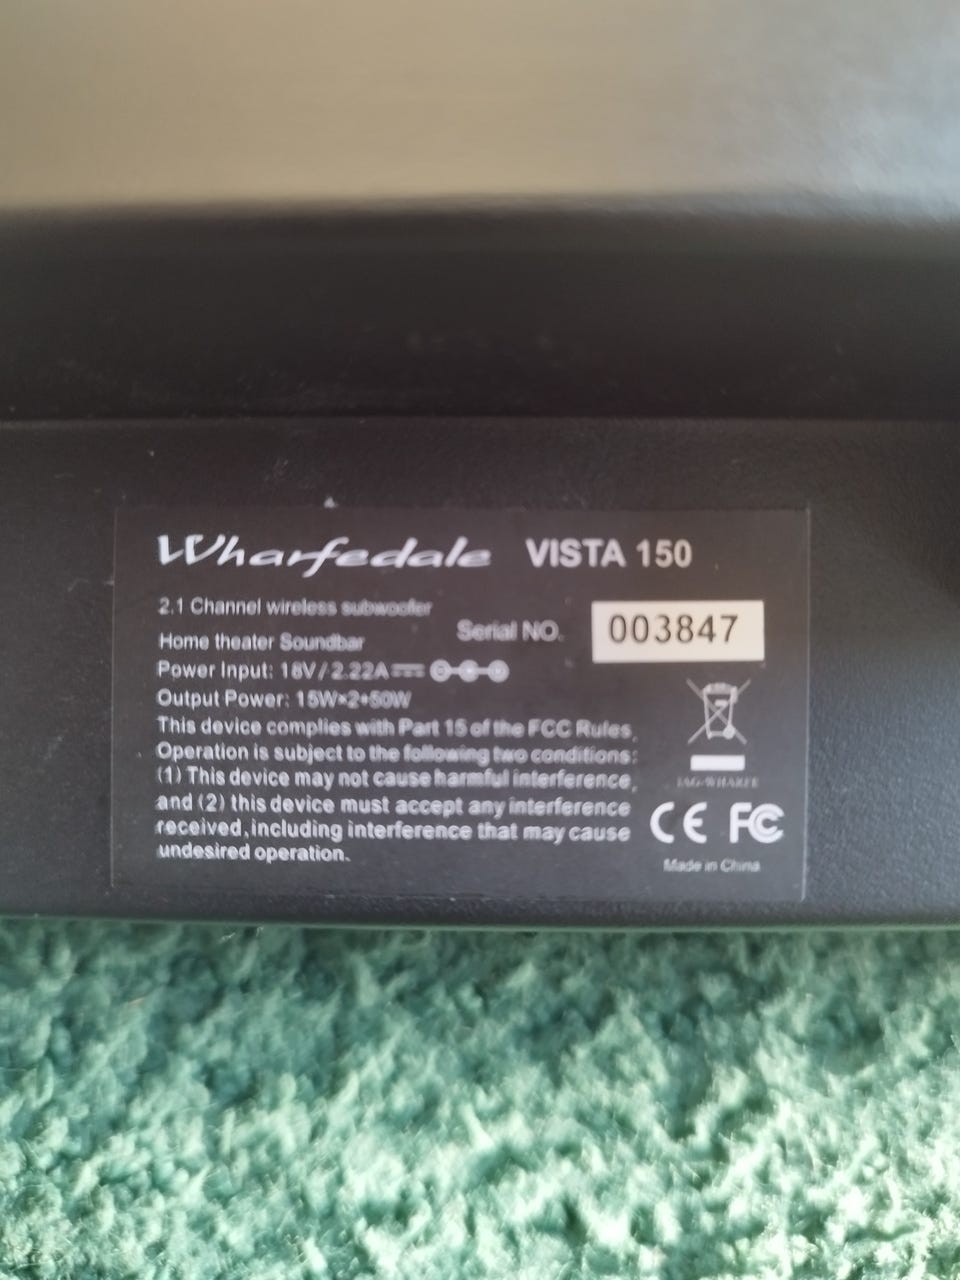 Wharfedale VISTA 150
2.1 Channel wireless subwoofer
Home theater Soundbar
Serial NO. 003847
Power Input: 18V/2.22A
Output Power: 15W×2+50W
This device complies with Part 15 of the FCC Rules.
Operation is subject to the following two conditions:
(1) This device may not cause harmful interference,
and (2) this device must accept any interference
received, including interference that may cause
undesired operation.
IAG-WHARFE
CE FC
Made in China